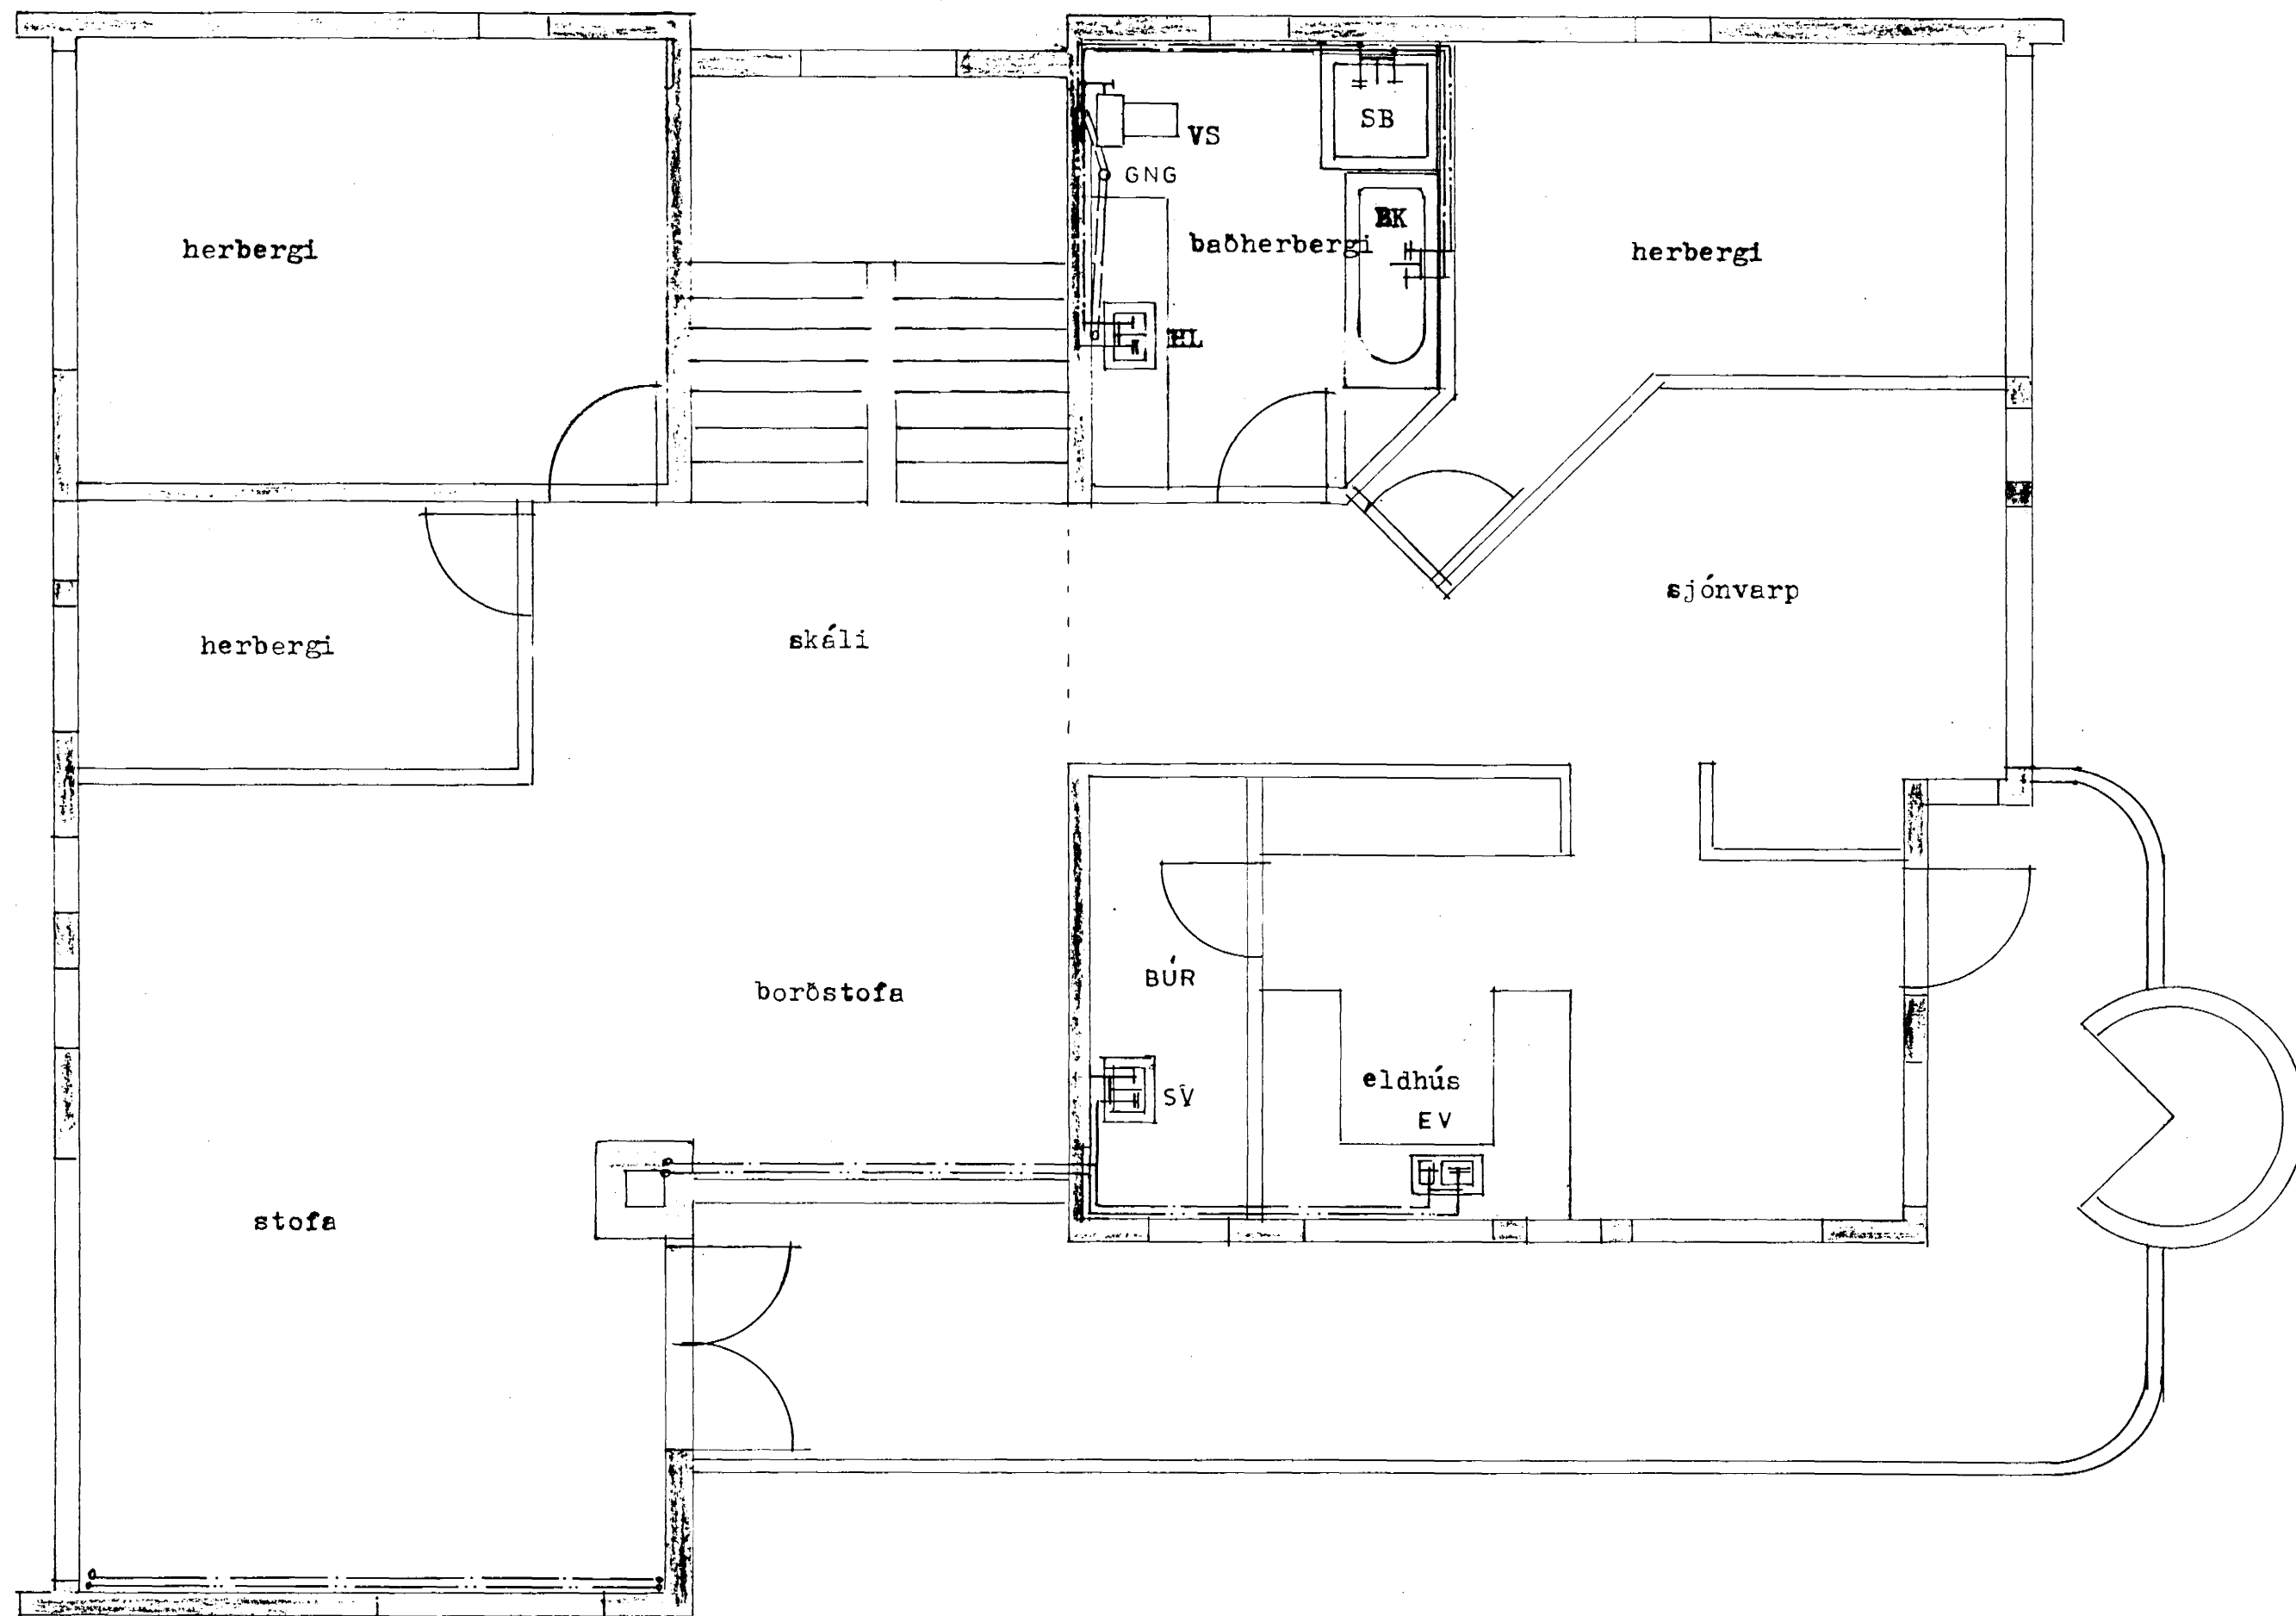 SB
VS
GNG
BK
herbergi
baðherbergi
herbergi
HL
sjónvarp
herbergi
skáli
BÚR
borðstofa
eldhús
SV
EV
stofa